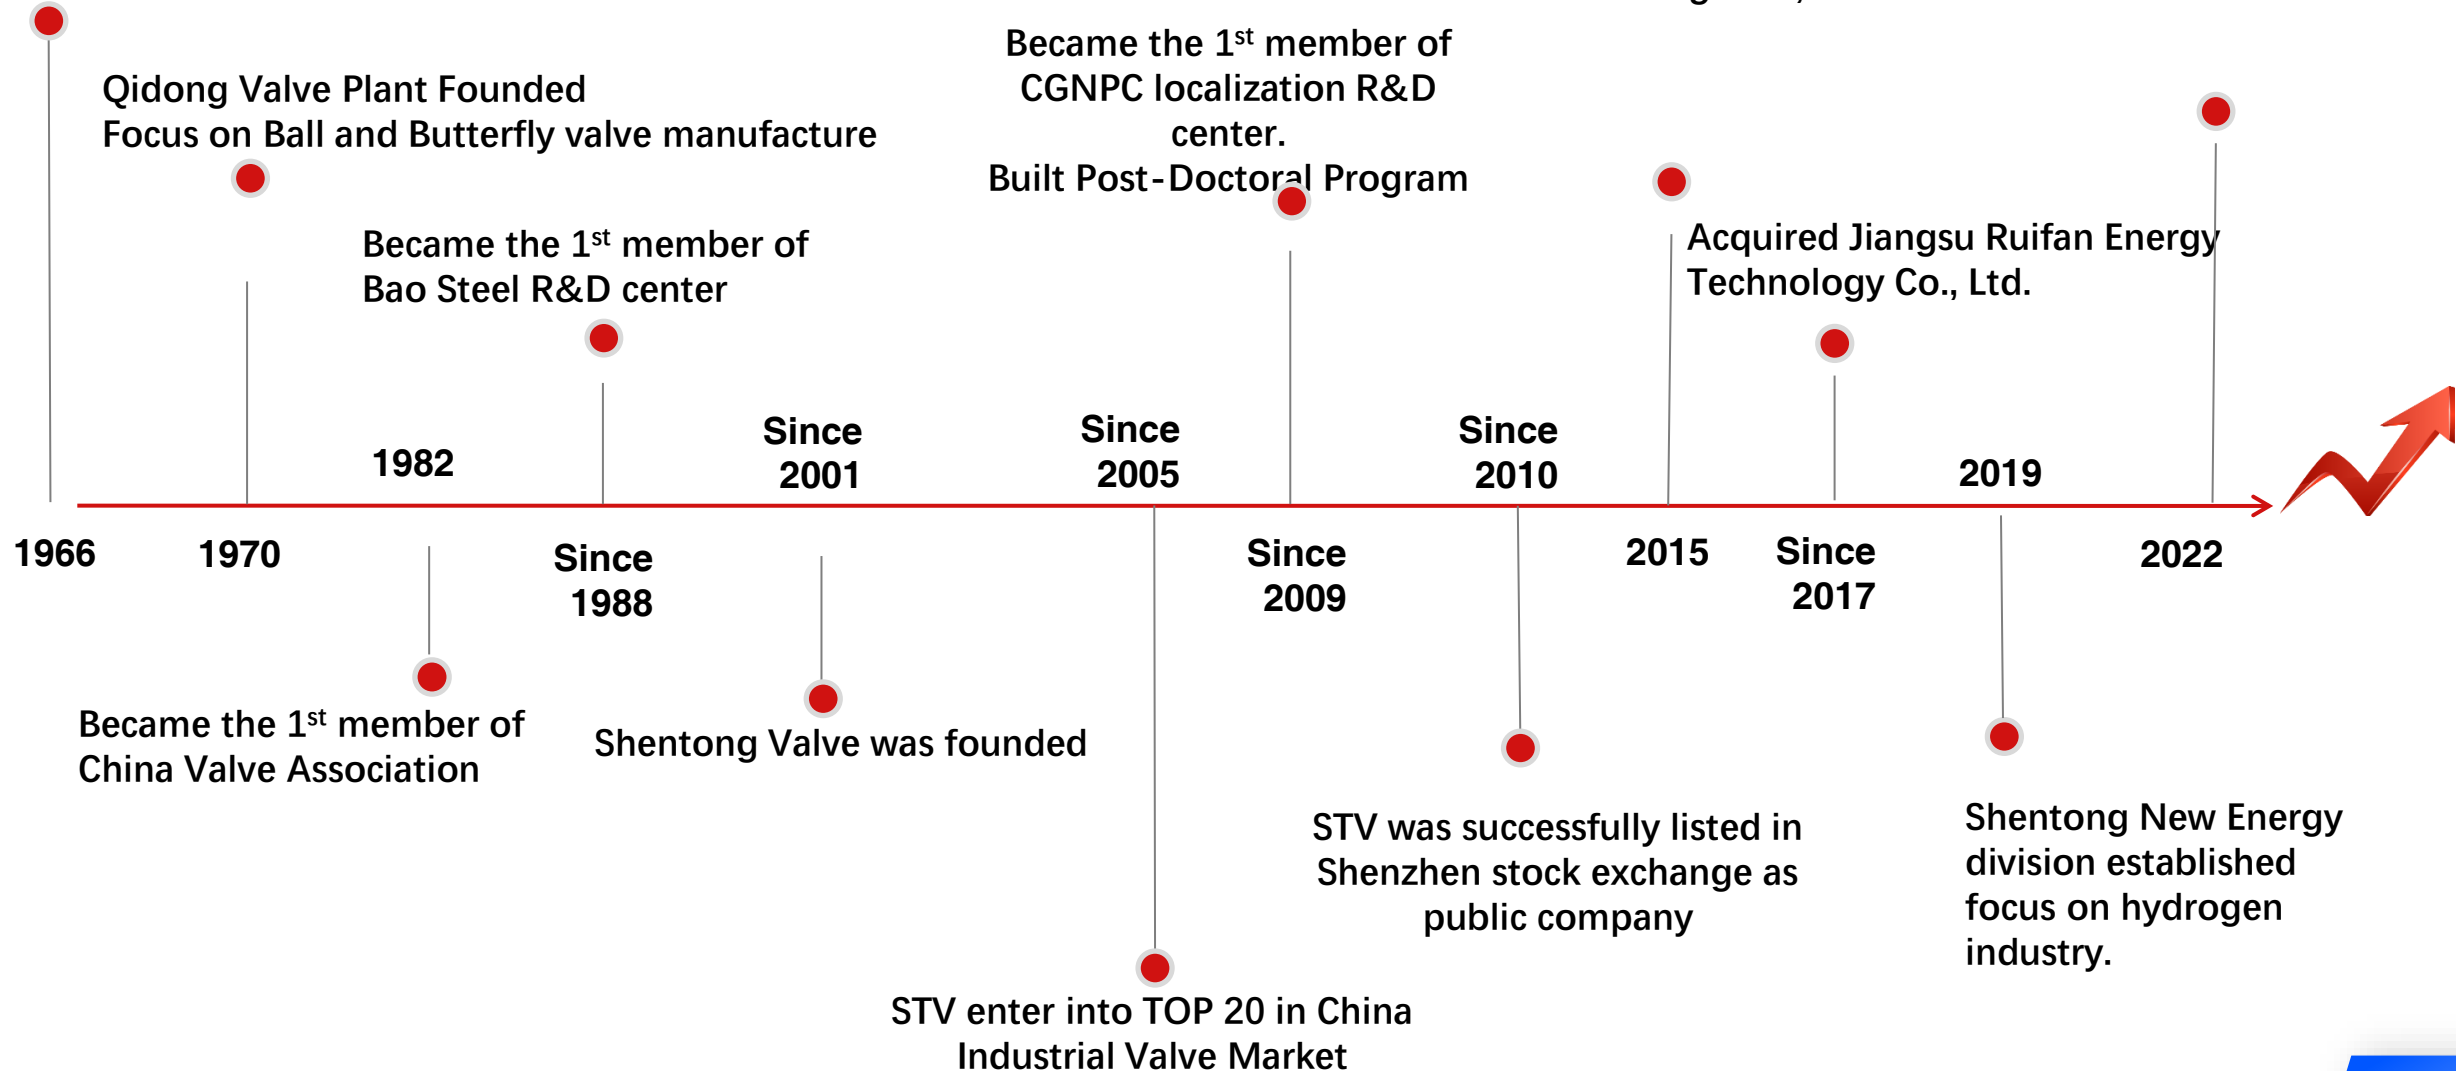 Became the 1st member of
CGNPC localization R&D
center.
Built Post-Doctoral Program
Qidong Valve Plant Founded
Focus on Ball and Butterfly valve manufacture
Became the 1st member of
Bao Steel R&D center
Acquired Jiangsu Ruifan Energy
Technology Co., Ltd.
1982
Since
2001
Since
2005
Since
2010
2019
1966
1970
Since
1988
Since
2009
2015
Since
2017
2022
Became the 1st member of
China Valve Association
Shentong Valve was founded
STV enter into TOP 20 in China
Industrial Valve Market
STV was successfully listed in
Shenzhen stock exchange as
public company
Shentong New Energy
division established
focus on hydrogen
industry.